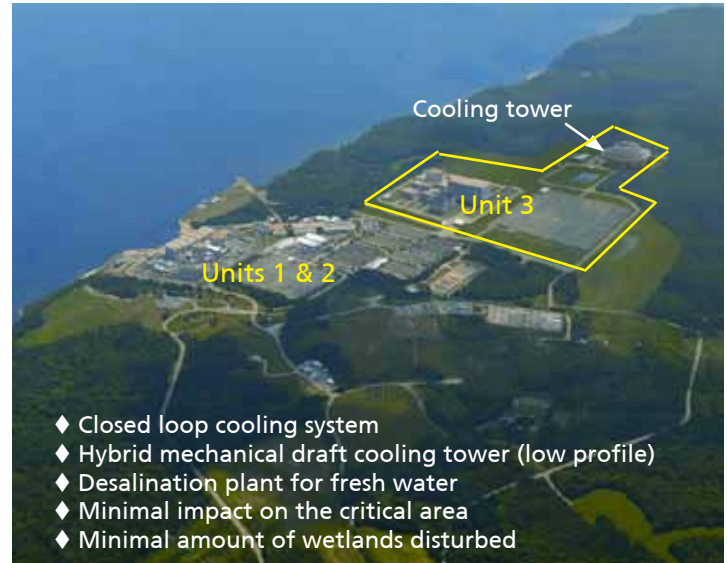 Cooling tower
Unit 3
Units 1 & 2
♦ Closed loop cooling system
♦ Hybrid mechanical draft cooling tower (low profile)
♦ Desalination plant for fresh water
♦ Minimal impact on the critical area
♦ Minimal amount of wetlands disturbed